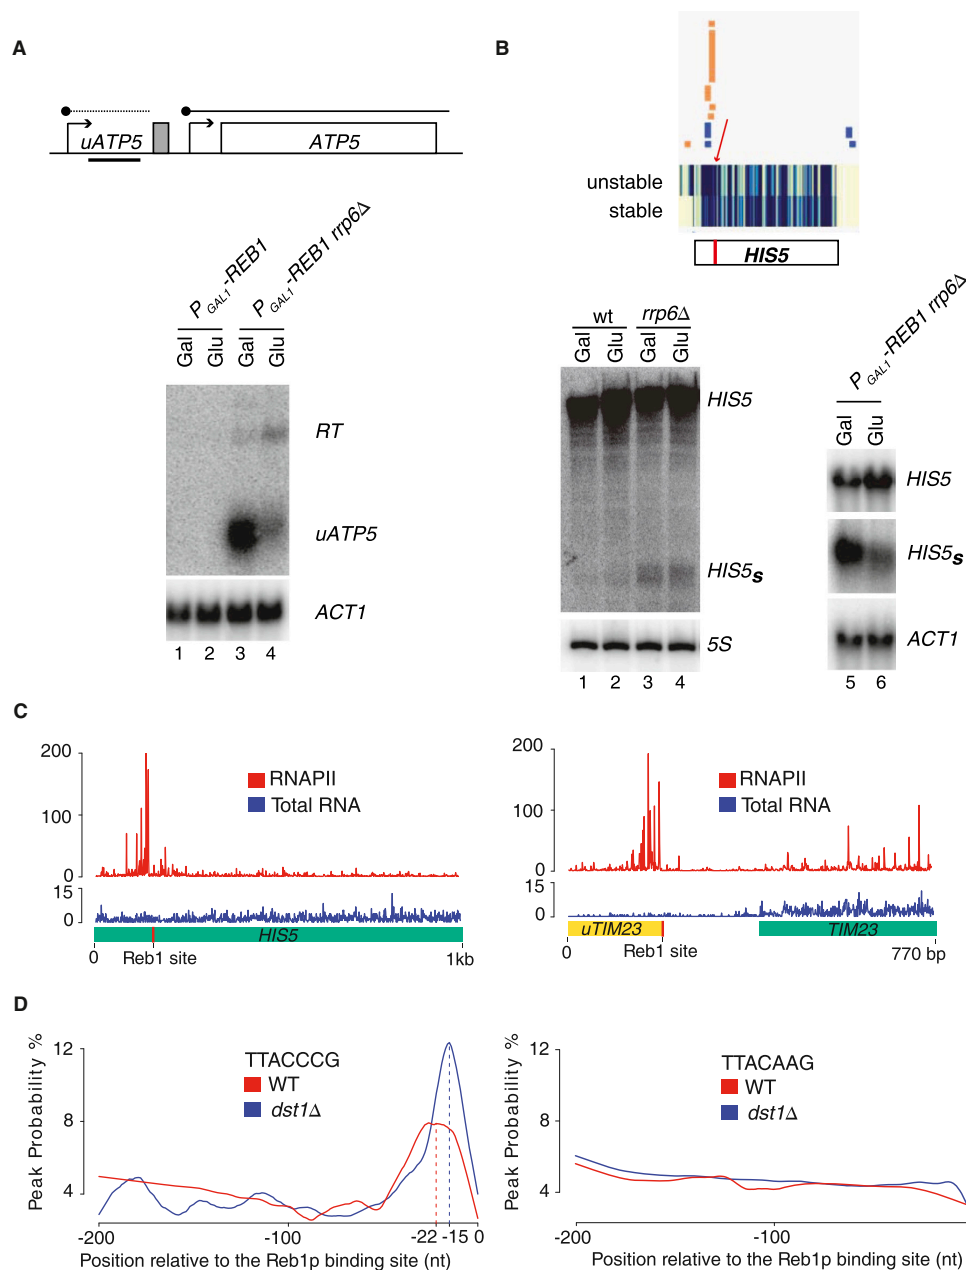 A
uATP5
ATP5
P GAL1-REB1
P GAL1-REB1 rrp6Δ
Gal
Glu
Gal
Glu
RT
uATP5
ACT1
1 2 3 4
B
unstable
stable
HIS5
wt rrp6Δ
Gal
Glu
Gal
Glu
HIS5
HIS5s
5S
1 2 3 4
P GAL1-REB1 rrp6Δ
Gal
Glu
HIS5
HIS5s
ACT1
5 6
C
200
100
0
15
0
RNAPII
Total RNA
HIS5
0 Reb1 site 1kb
200
100
0
15
0
RNAPII
Total RNA
uTIM23 TIM23
0 Reb1 site 770 bp
D
Peak Probability %
12
8
4
TTACCCG
WT
dst1Δ
-200 -100 -22 -15 0
Position relative to the Reb1p binding site (nt)
Peak Probability %
12
8
4
TTACAAG
WT
dst1Δ
-200 -100
Position relative to the Reb1p binding site (nt)